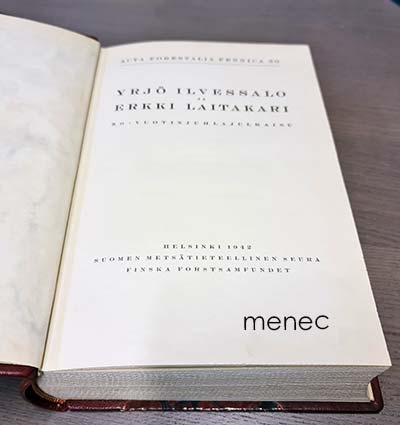 ACTA FORESTALIA FENNICA 50
YRJÖ ILVESSALO
JA
ERKKI LAITAKARI
50-VUOTISJUHLAJULKAISU
HELSINKI 1942
SUOMEN METSÄTIETEELLINEN SEURA
FINSKA FORSTSAMFUNDET
menec